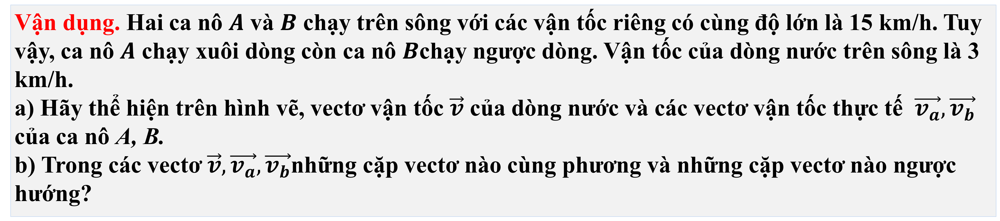 Vận dụng. Hai ca nô A và B chạy trên sông với các vận tốc riêng có cùng độ lớn là 15 km/h. Tuy
vậy, ca nô A chạy xuôi dòng còn ca nô Bchạy ngược dòng. Vận tốc của dòng nước trên sông là 3
km/h.
a) Hãy thể hiện trên hình vẽ, vectơ vận tốc $\overrightarrow{v}$ của dòng nước và các vectơ vận tốc thực tế $\overrightarrow{v_a}, \overrightarrow{v_b}$
của ca nô A, B.
b) Trong các vectơ $\overrightarrow{v}, \overrightarrow{v_a}, \overrightarrow{v_b}$những cặp vectơ nào cùng phương và những cặp vectơ nào ngược
hướng?